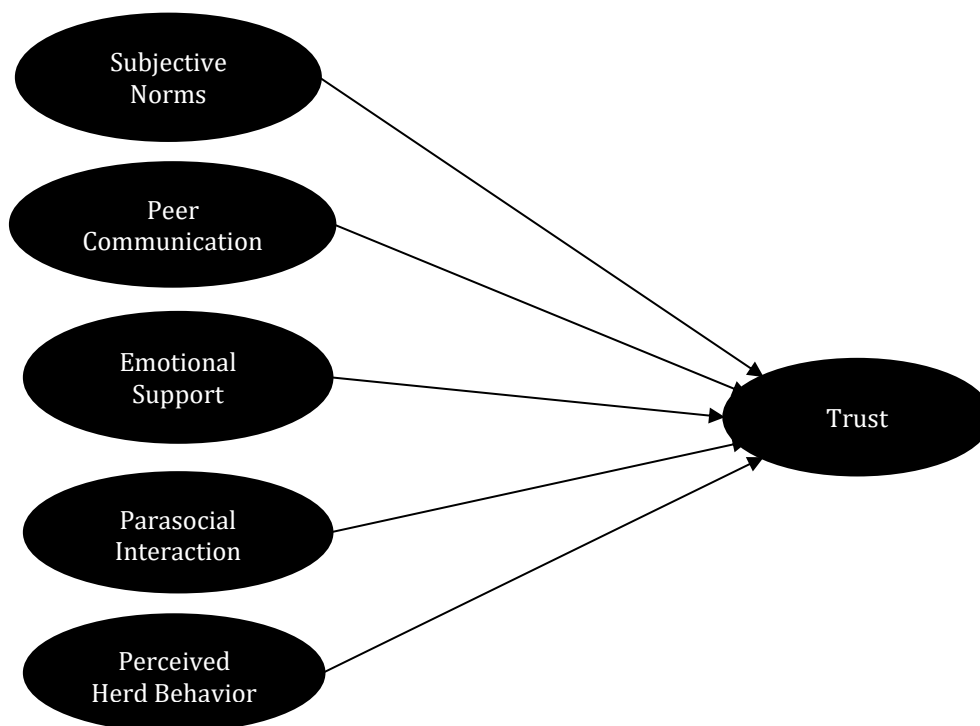 Subjective
Norms
Peer
Communication
Emotional
Support
Trust
Parasocial
Interaction
Perceived
Herd Behavior